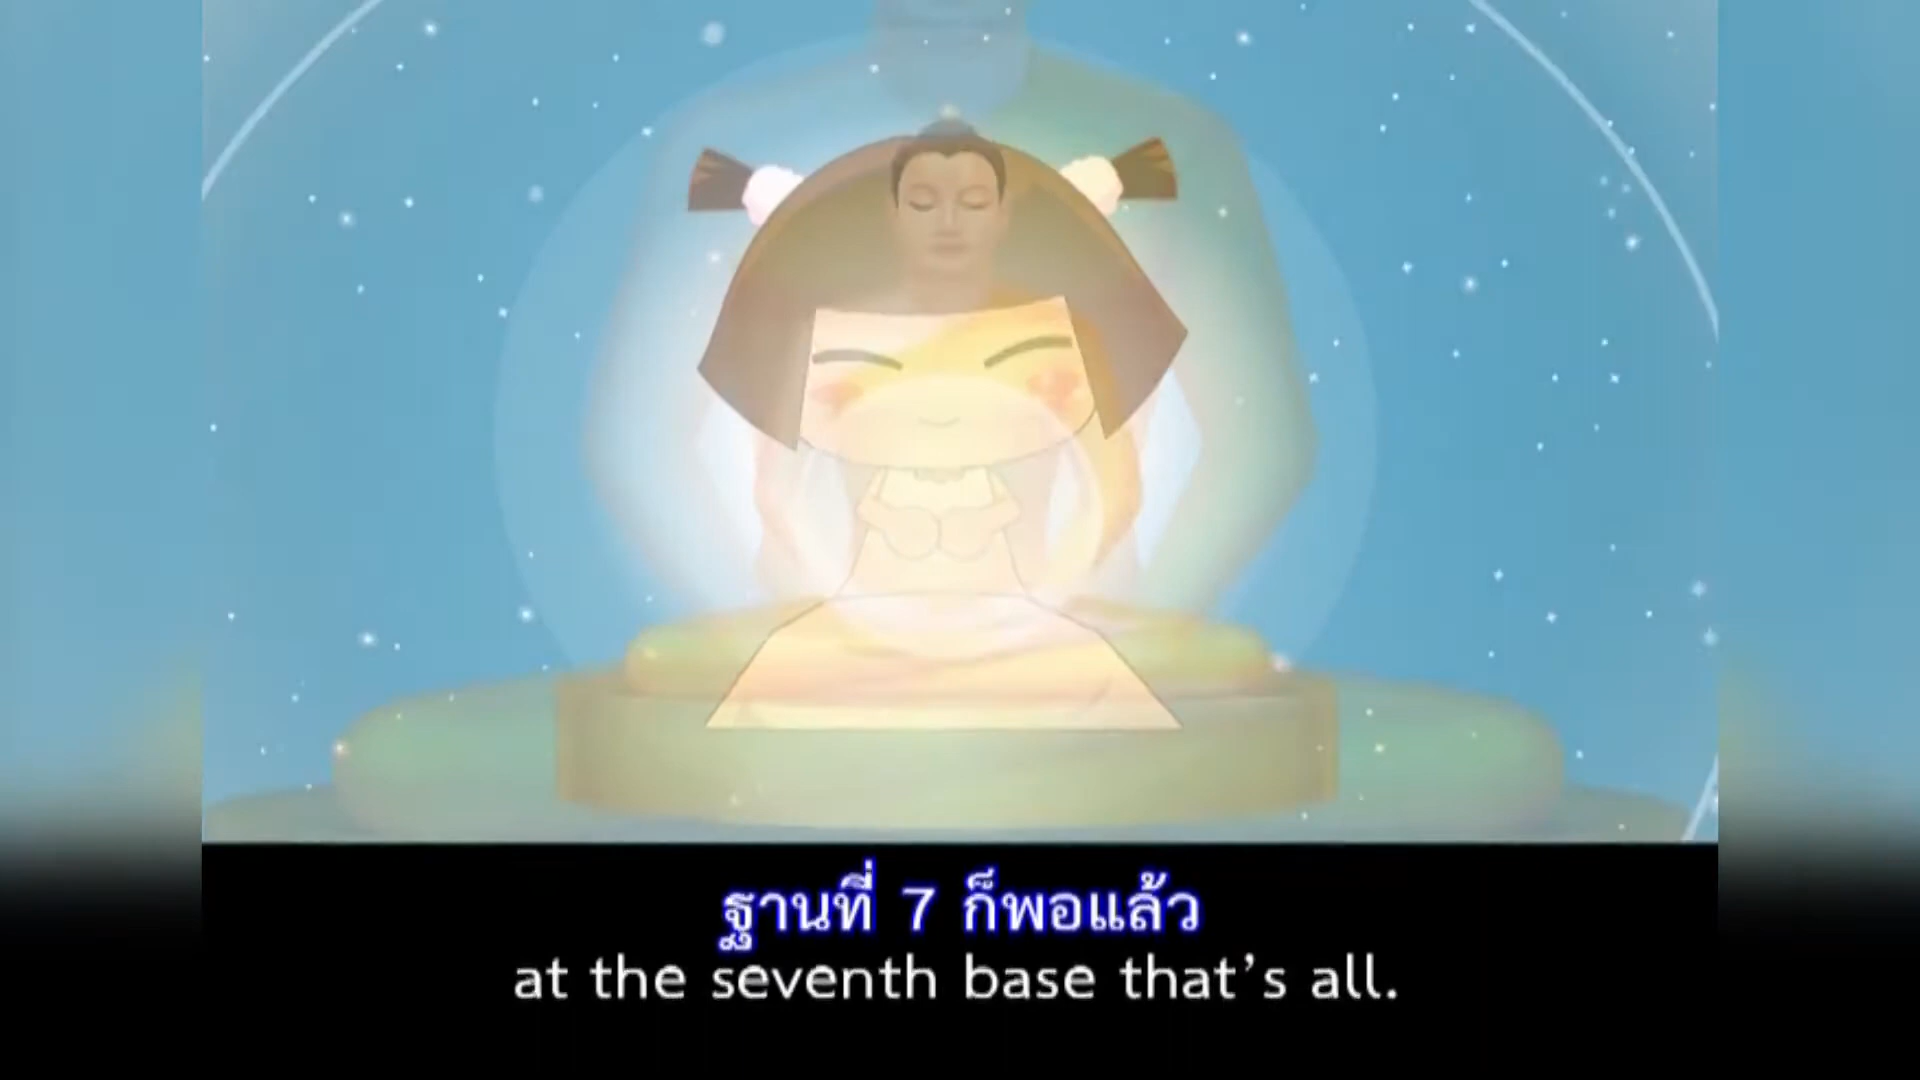 ฐานที่ 7 ก็พอแล้ว
at the seventh base that's all.